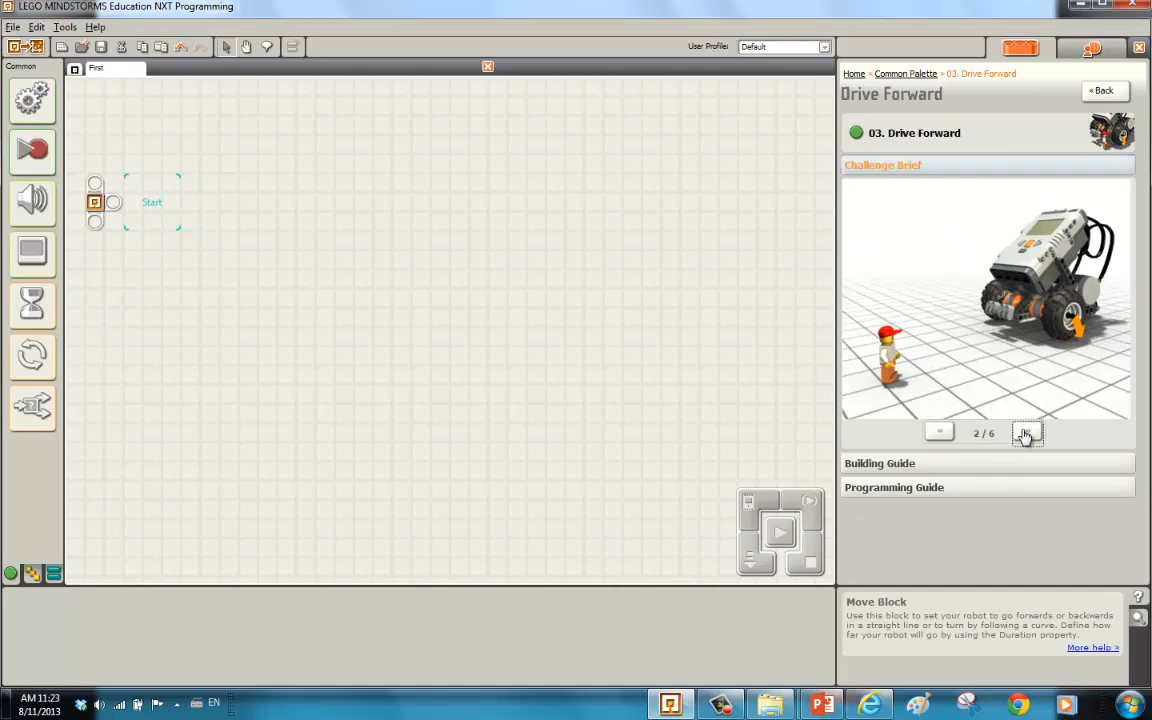 LEGO MINDSTORMS Education NXT Programming
File Edit Tools Help
User Profile: Default
Common
First
Start
Home » Common Palette » 03. Drive Forward
Drive Forward
« Back
03. Drive Forward
Challenge Brief
« 2 / 6
Building Guide
Programming Guide
Move Block
Use this block to set your robot to go forwards or backwards
in a straight line or to turn by following a curve. Define how
far your robot will go by using the Duration property.
More help »
?
AM 11:23
8/11/2013
EN